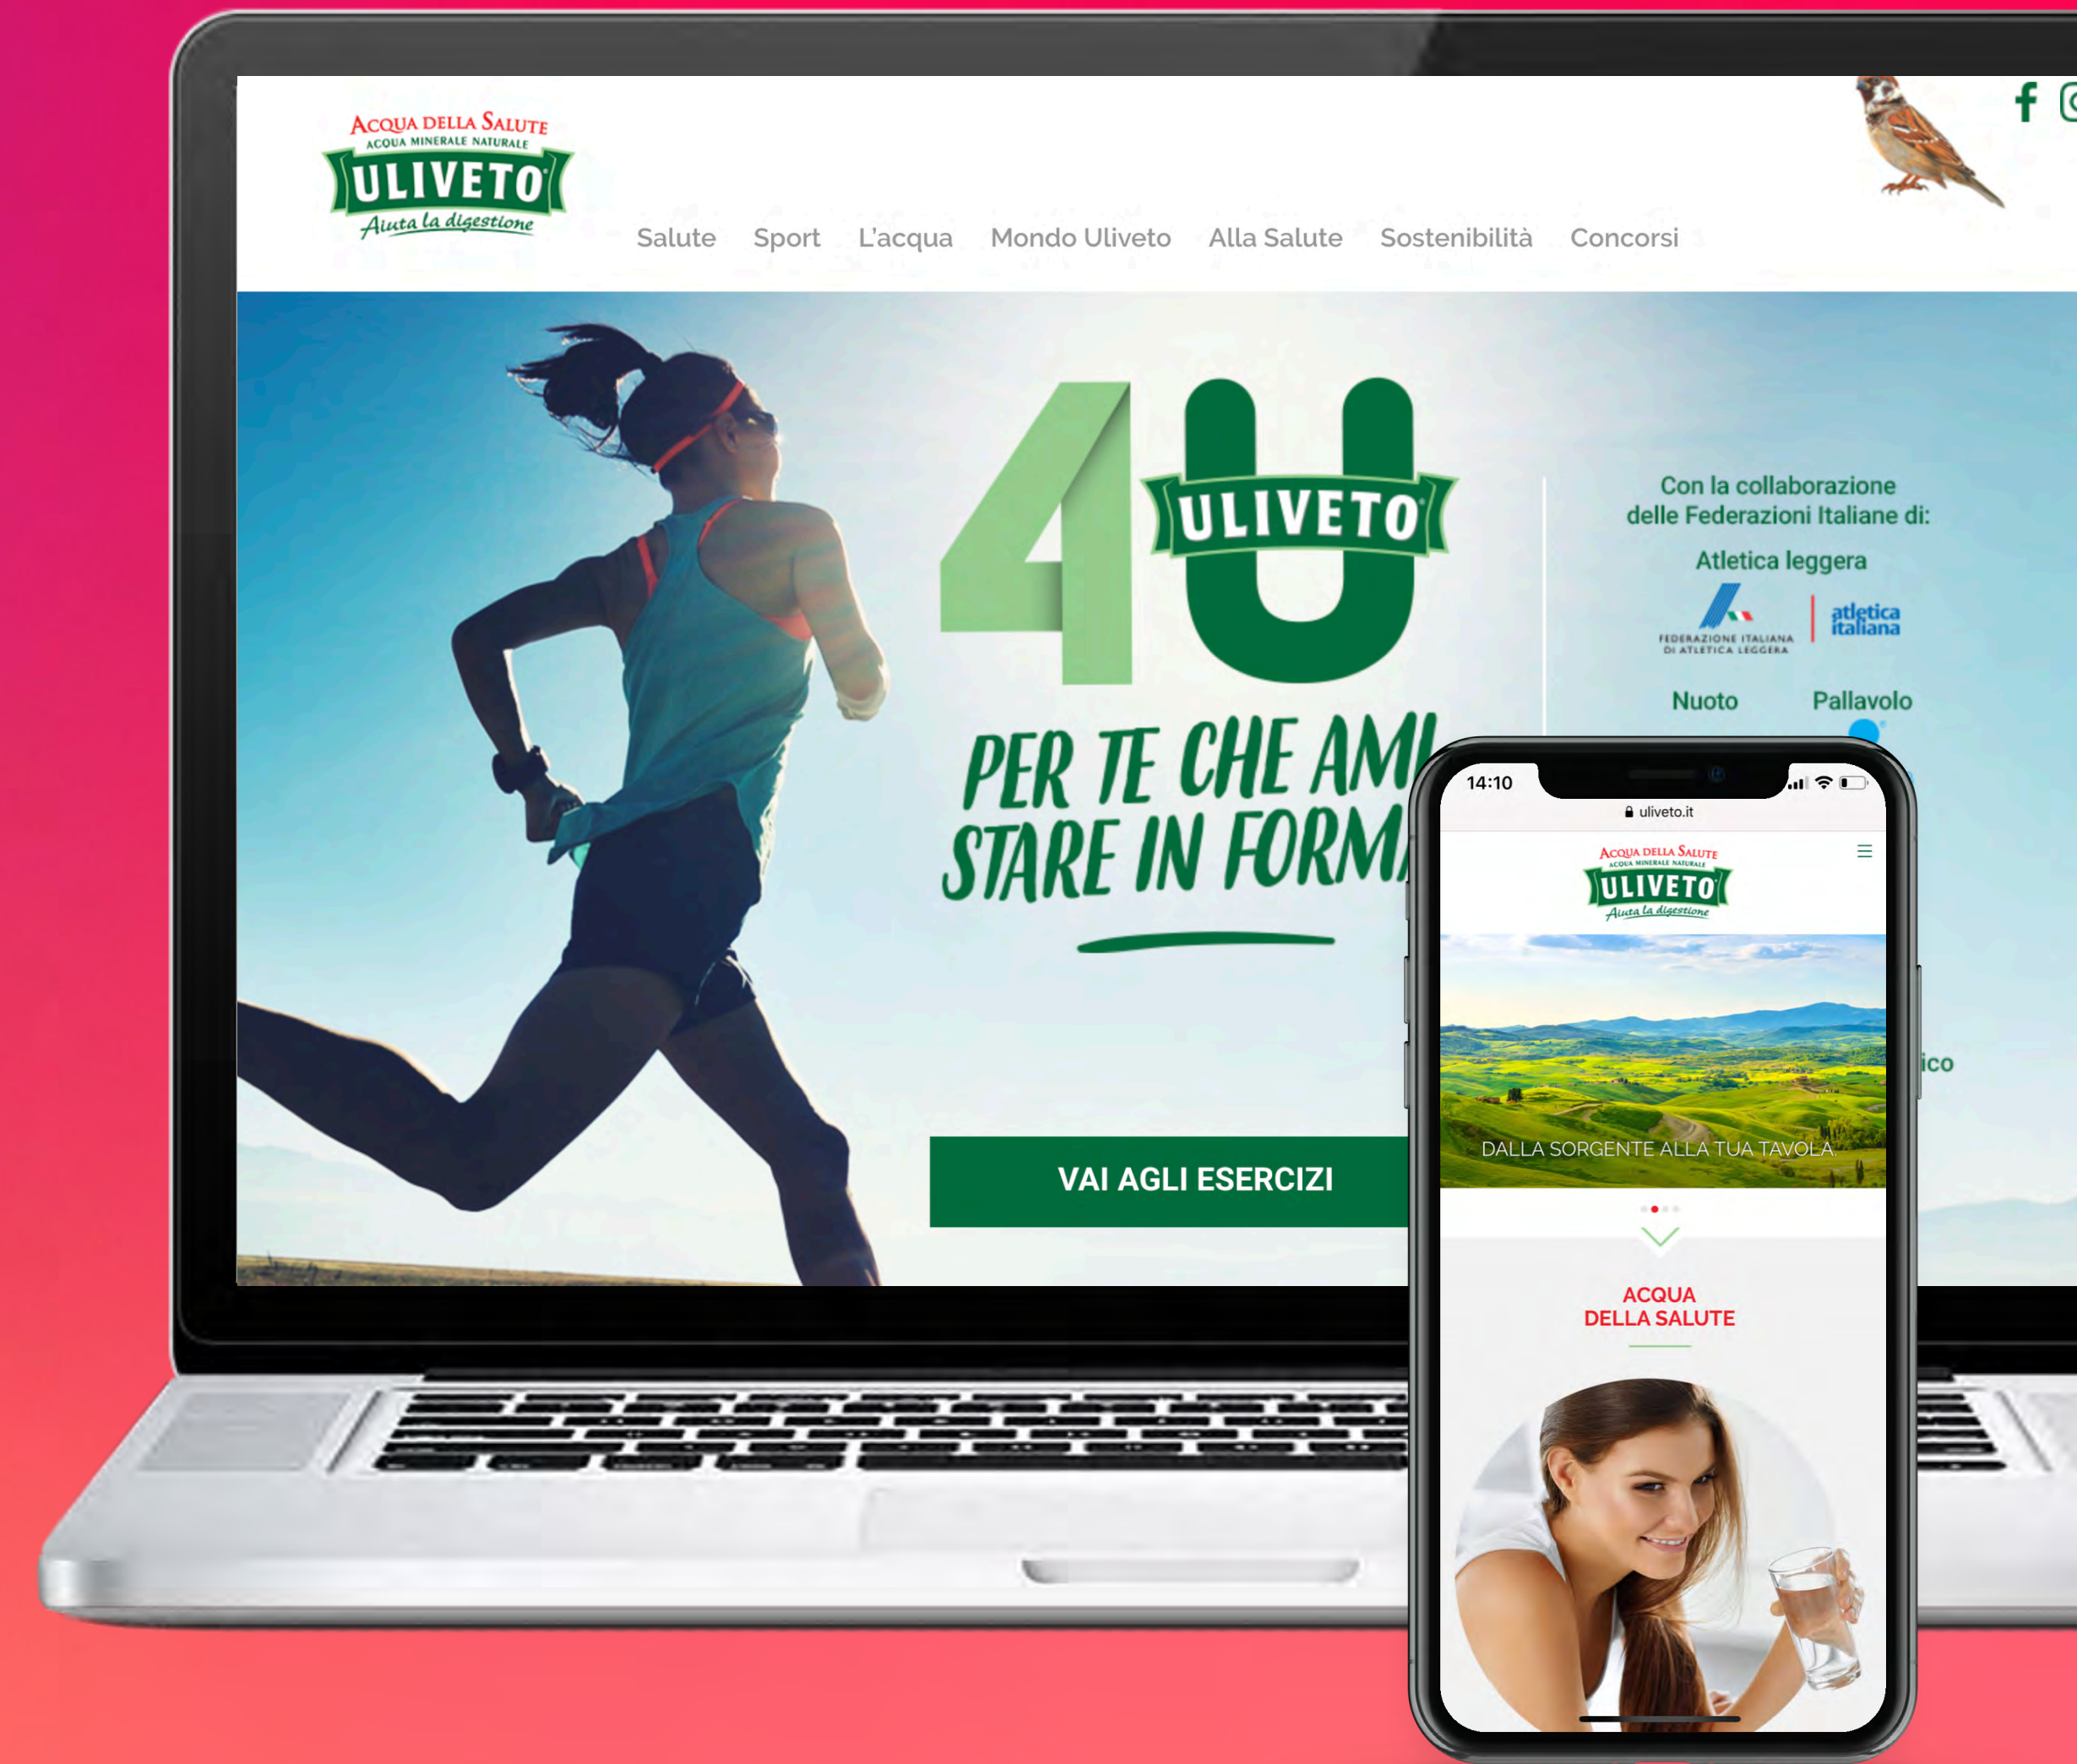 ACQUA DELLA SALUTE
ACQUA MINERALE NATURALE
ULIVETO
Aiuta la digestione
Salute Sport L'acqua Mondo Uliveto Alla Salute Sostenibilità Concorsi
4U
ULIVETO
PER TE CHE AMI
STARE IN FORMA
VAI AGLI ESERCIZI
Con la collaborazione
delle Federazioni Italiane di:
Atletica leggera
FEDERAZIONE ITALIANA
DI ATLETICA LEGGERA
atletica
italiana
Nuoto Pallavolo
ico
14:10
uliveto.it
ACQUA DELLA SALUTE
ACQUA MINERALE NATURALE
ULIVETO
Aiuta la digestione
DALLA SORGENTE ALLA TUA TAVOLA.
ACQUA
DELLA SALUTE